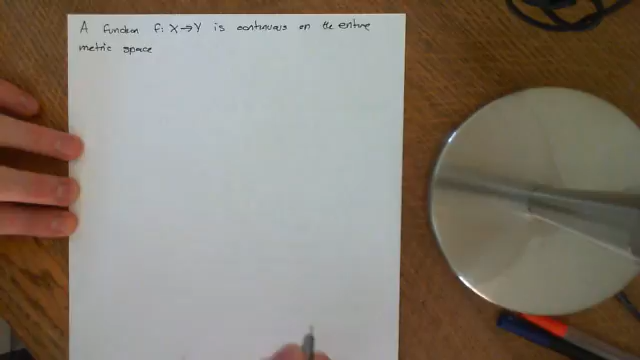 A function f: X→Y is continuous on the entire
metric space